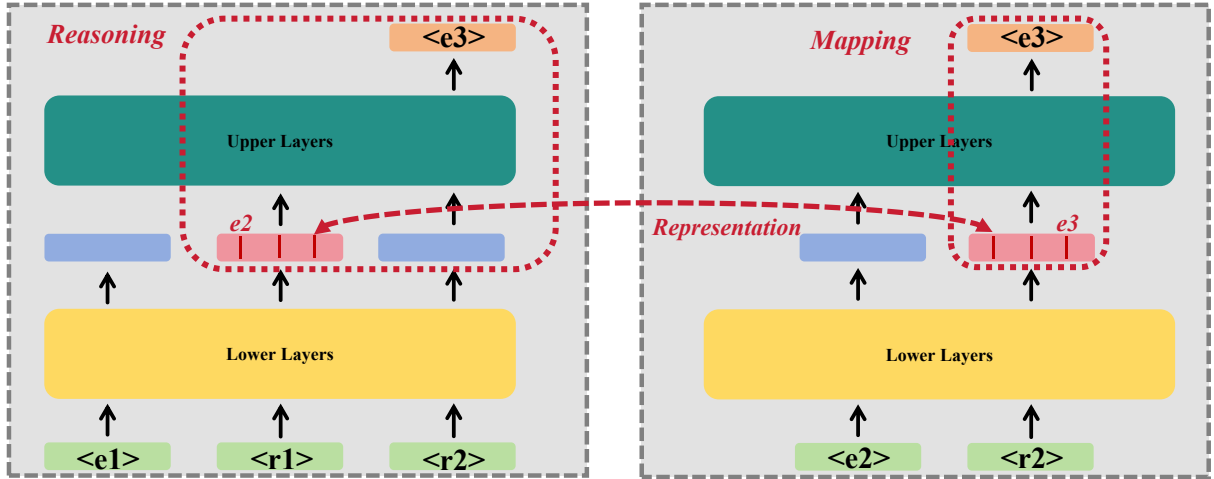 Reasoning
<e3>
Upper Layers
e2
Lower Layers
<e1> <r1> <r2>
Representation
Mapping
<e3>
Upper Layers
e3
Lower Layers
<e2> <r2>